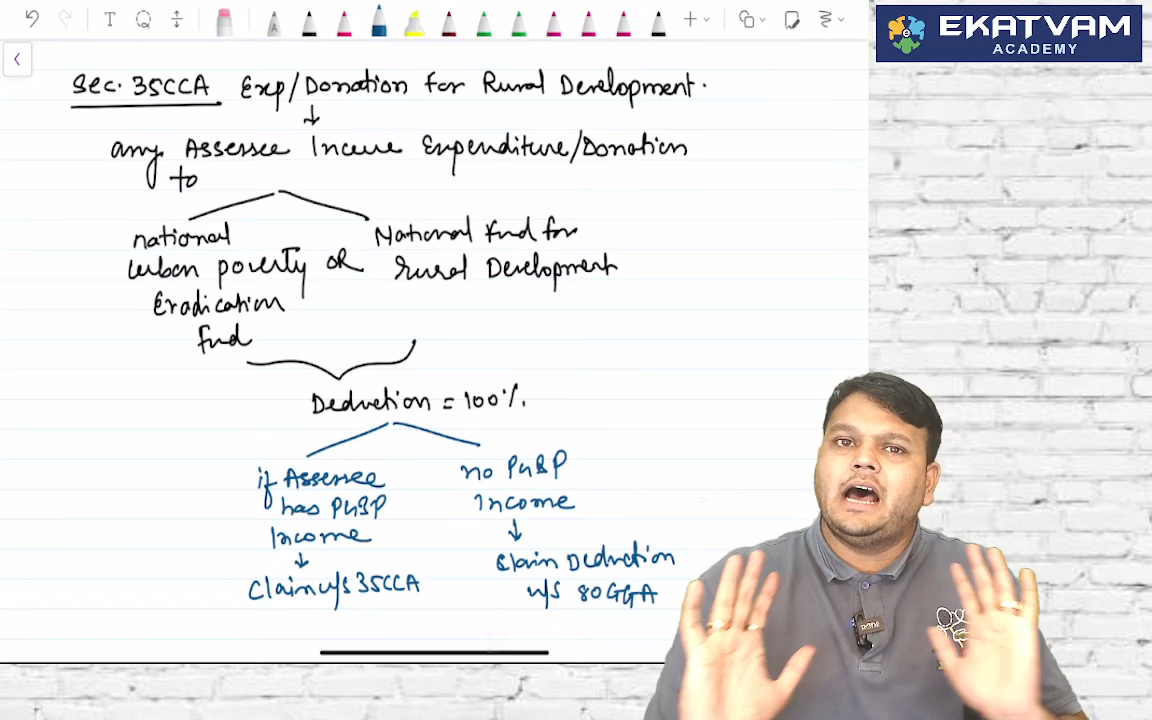 EKATVAM
ACADEMY
Sec. 35CCA Exp/Donation for Rural Development.
any Assessee Incure Expenditure/Donation
to
national
urban poverty OR
Eradication
fund
National fund for
Rural Development
Deduction = 100%.
if Assessee
has PGBP
Income
Claim u/s 35CCA
no PGBP
Income
Claim Deduction
u/s 80GGA
RODE